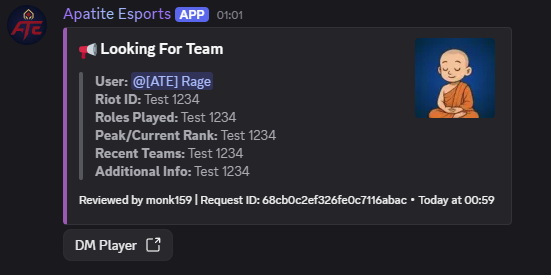 Apatite Esports APP 01:01
ATE
Looking For Team
User: @[ATE] Rage
Riot ID: Test 1234
Roles Played: Test 1234
Peak/Current Rank: Test 1234
Recent Teams: Test 1234
Additional Info: Test 1234
Reviewed by monk159 | Request ID: 68cb0c2ef326fe0c7116abac • Today at 00:59
DM Player